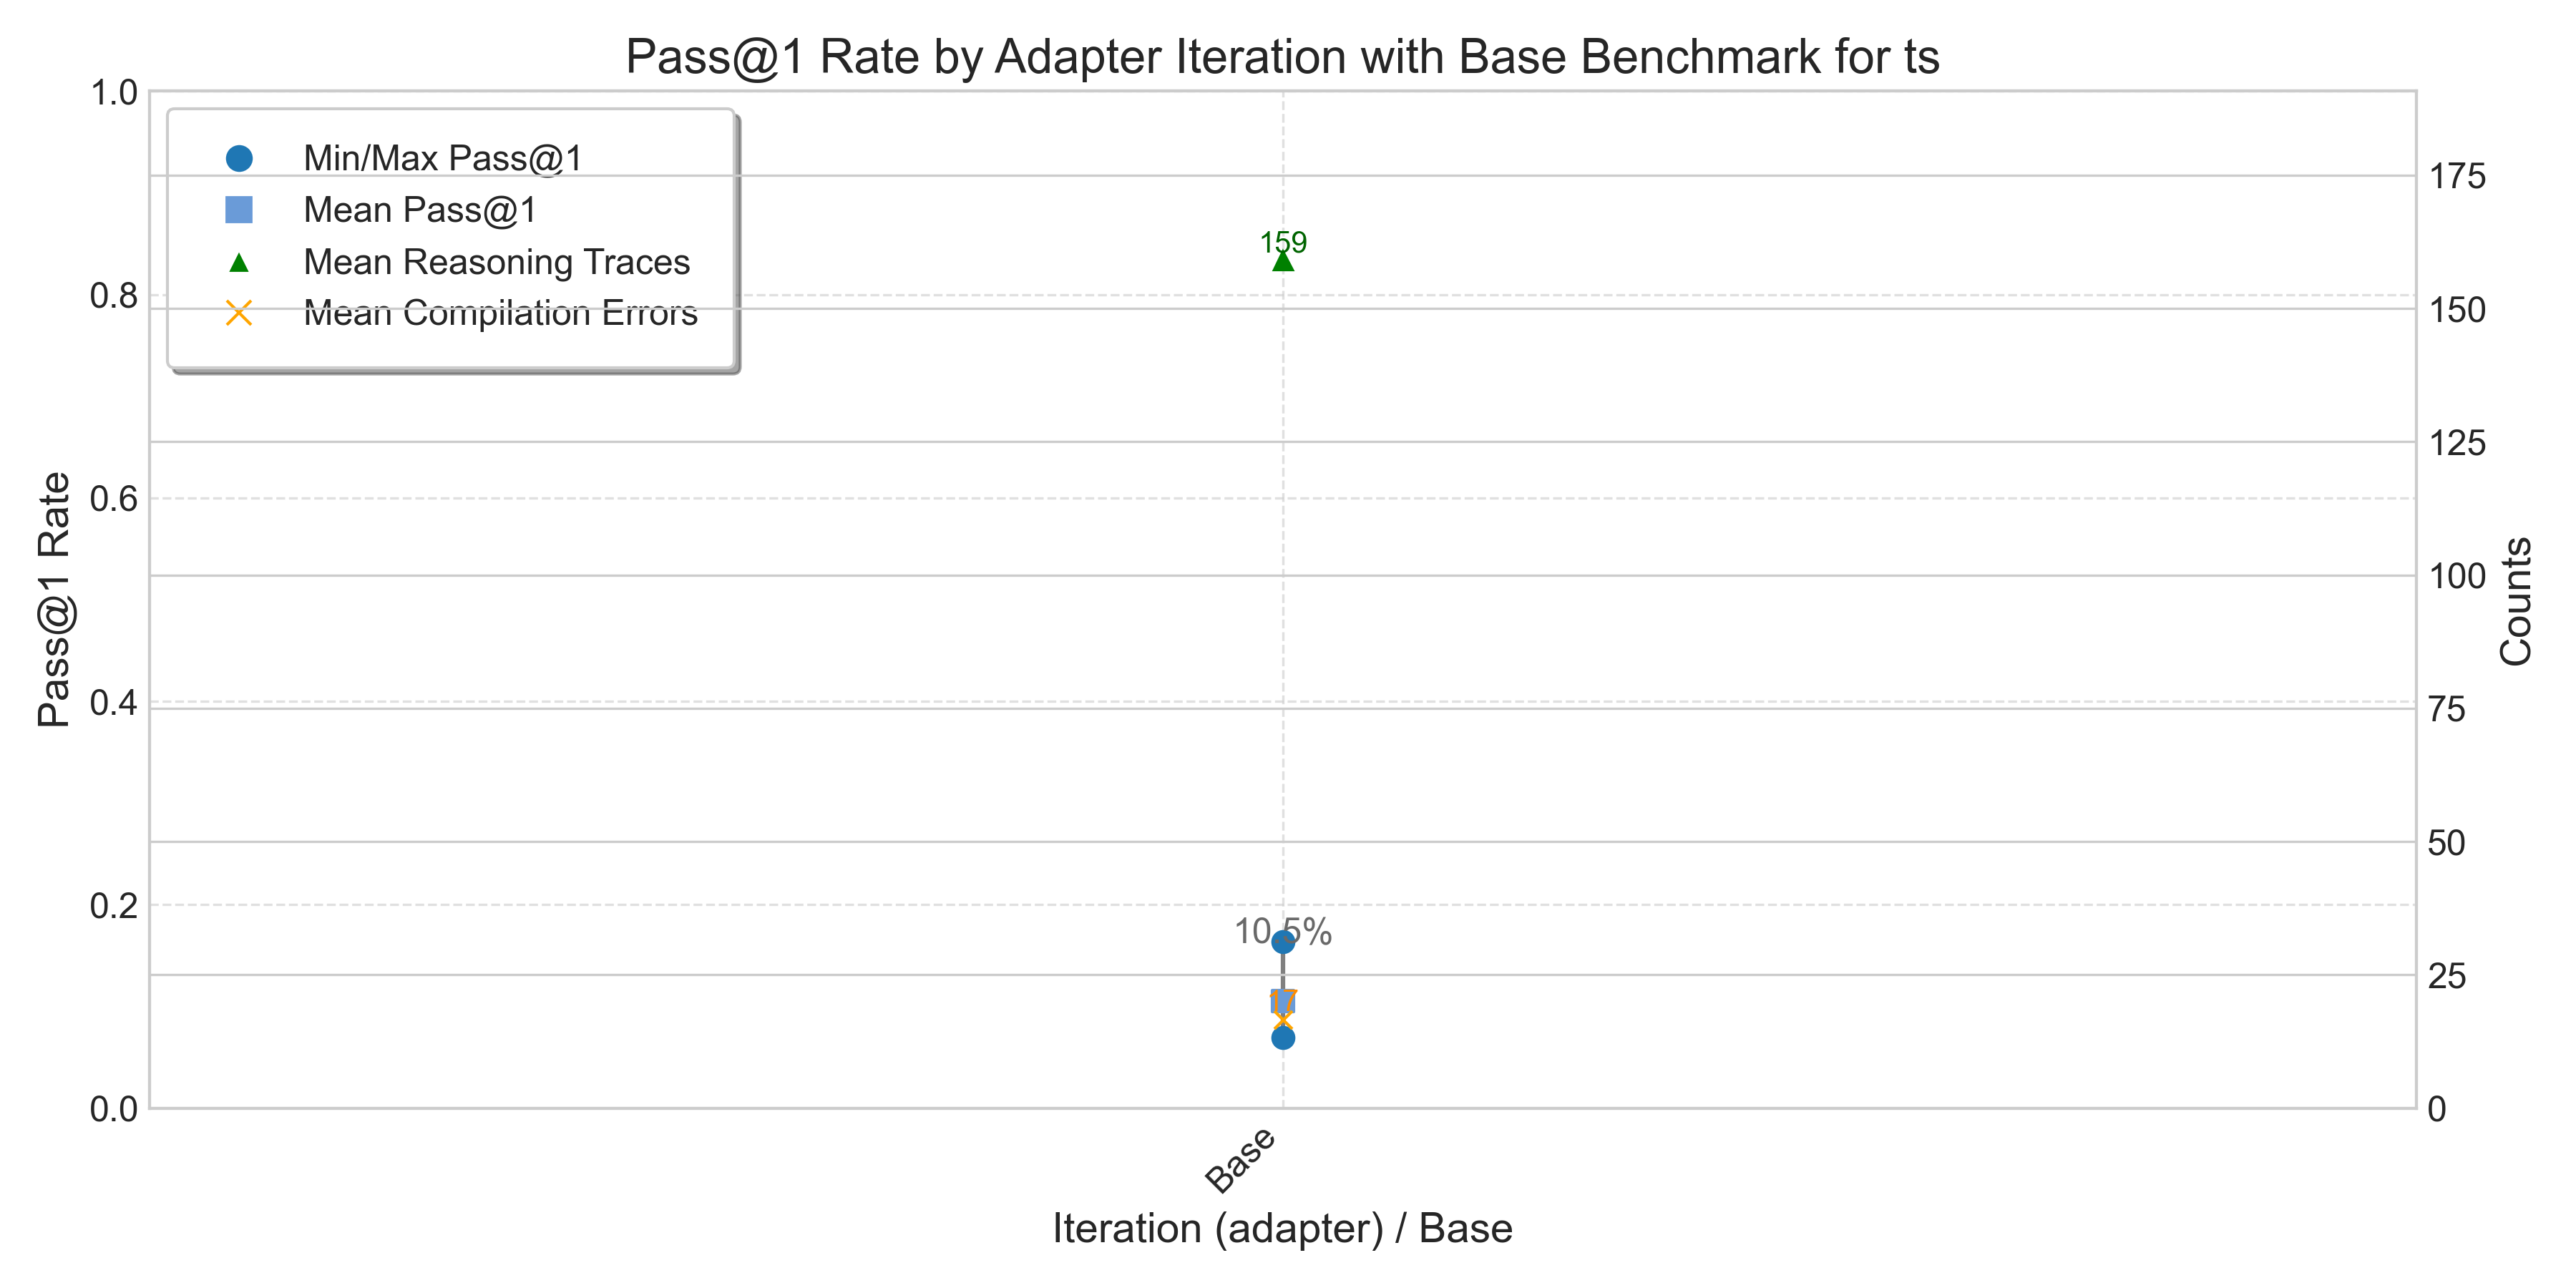 Pass@1 Rate by Adapter Iteration with Base Benchmark for ts
1.0
0.8
0.6
0.4
0.2
0.0
Pass@1 Rate
Min/Max Pass@1
Mean Pass@1
Mean Reasoning Traces
Mean Compilation Errors
159
10.5%
17
175
150
125
100
75
50
25
0
Counts
Base
Iteration (adapter) / Base